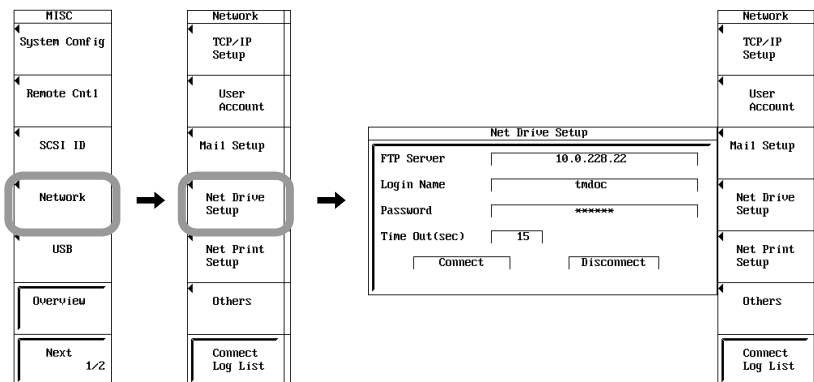 MISC
System Config
Remote Cntl
SCSI ID
Network
USB
Overview
Next
1/2
Network
TCP/IP
Setup
User
Account
Mail Setup
Net Drive
Setup
Net Print
Setup
Others
Connect
Log List
Net Drive Setup
FTP Server 10.0.228.22
Login Name tmdoc
Password ******
Time Out(sec) 15
Connect Disconnect
Network
TCP/IP
Setup
User
Account
Mail Setup
Net Drive
Setup
Net Print
Setup
Others
Connect
Log List